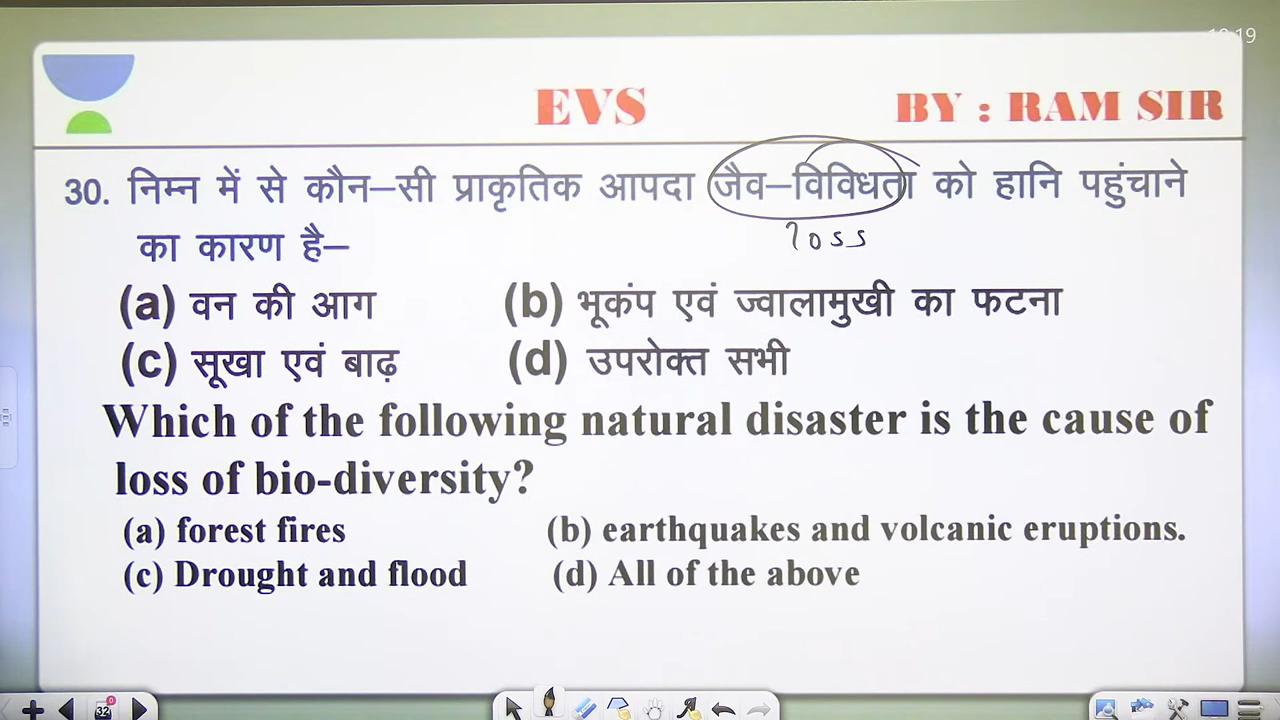 EVS BY : RAM SIR
30. निम्न में से कौन–सी प्राकृतिक आपदा जैव–विविधता को हानि पहुंचाने
loss
का कारण है–
(a) वन की आग (b) भूकंप एवं ज्वालामुखी का फटना
(c) सूखा एवं बाढ़ (d) उपरोक्त सभी
Which of the following natural disaster is the cause of
loss of bio-diversity?
(a) forest fires (b) earthquakes and volcanic eruptions.
(c) Drought and flood (d) All of the above
32